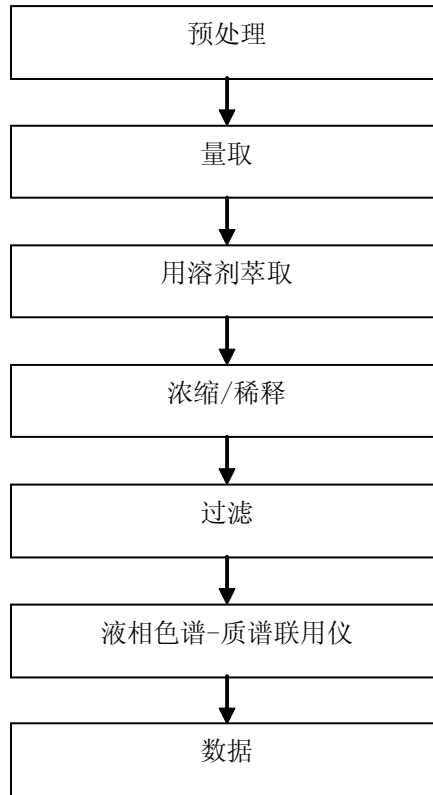 预处理
量取
用溶剂萃取
浓缩/稀释
过滤
液相色谱-质谱联用仪
数据